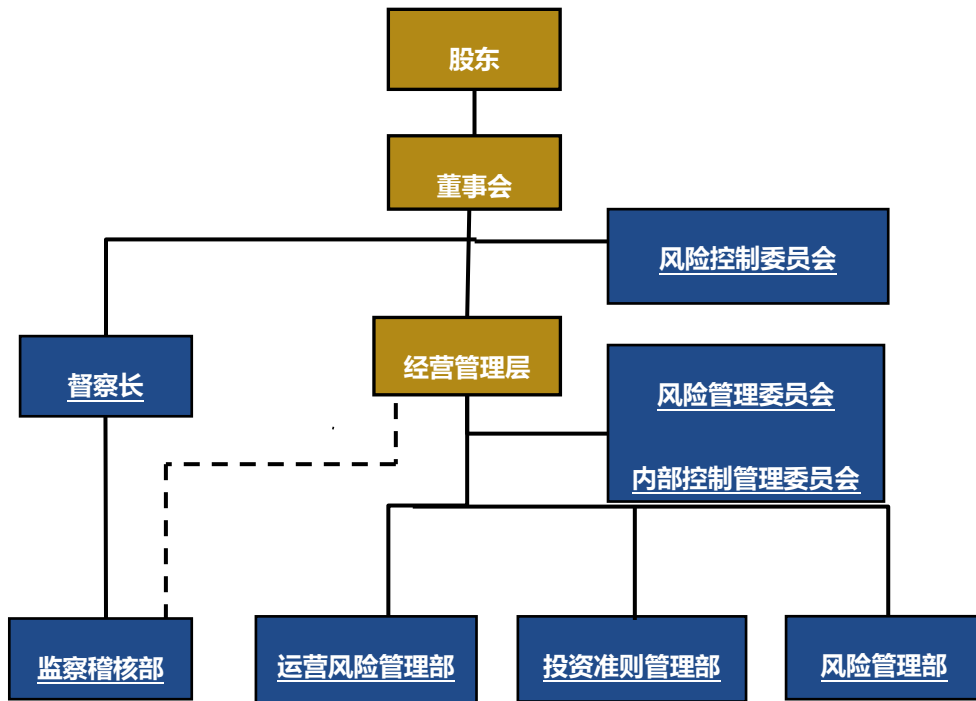 股东
董事会
风险控制委员会
督察长
经营管理层
风险管理委员会
内部控制管理委员会
监察稽核部
运营风险管理部
投资准则管理部
风险管理部